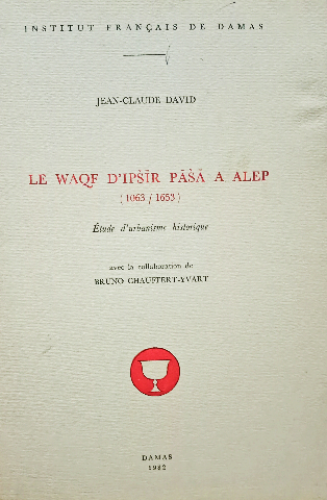 INSTITUT FRANÇAIS DE DAMAS
JEAN-CLAUDE DAVID
LE WAQF D'IPŠĪR PĀŠĀ A ALEP
(1063 / 1653)
Étude d'urbanisme historique
avec la collaboration de
BRUNO CHAUFFERT-YVART
DAMAS
1982